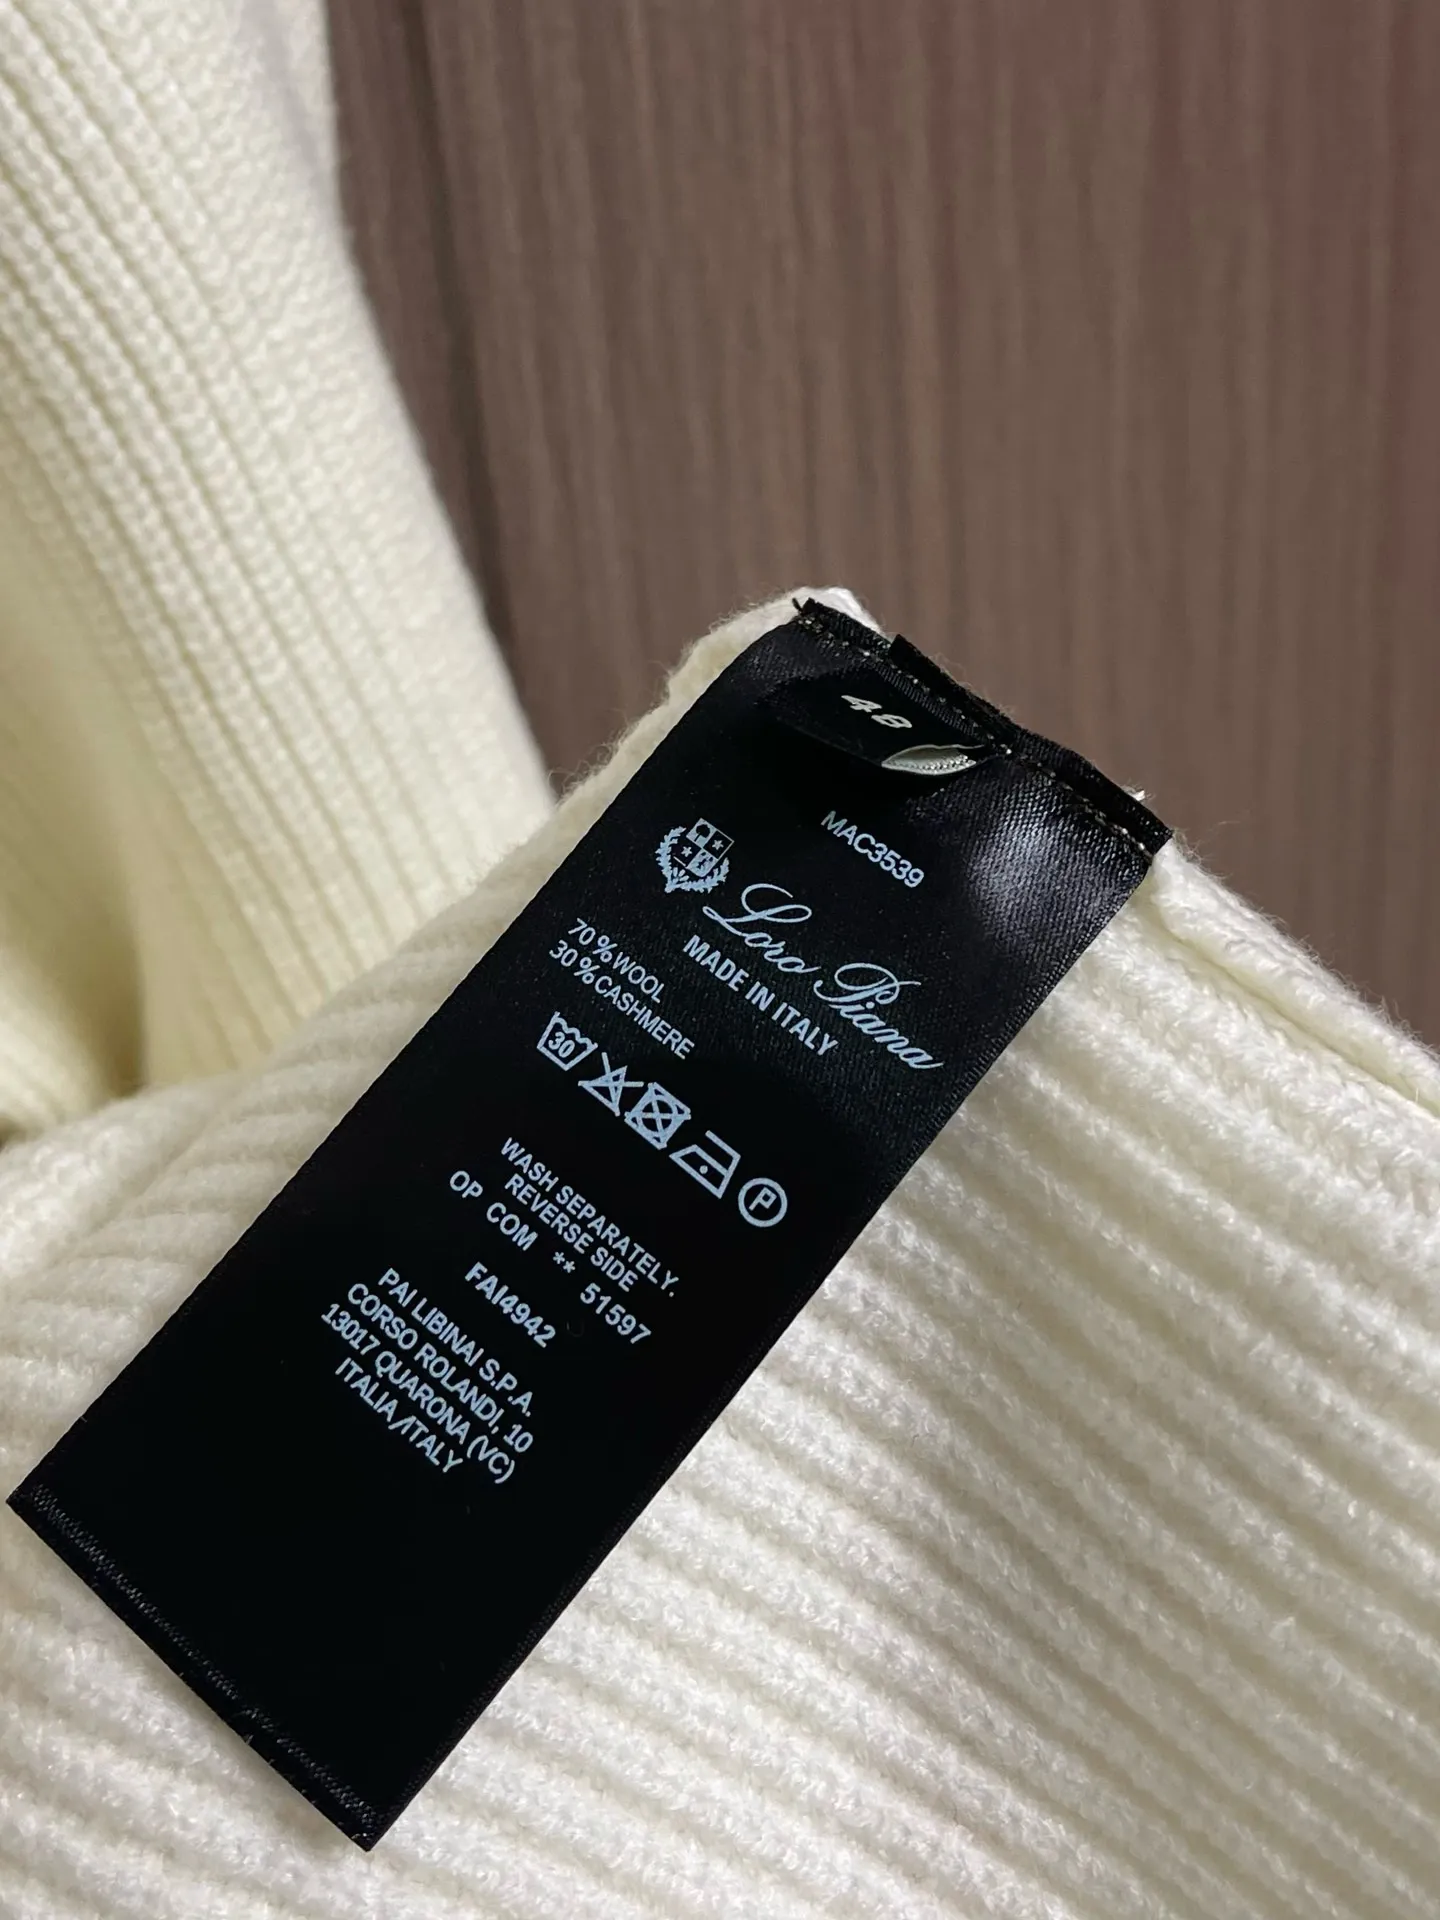 48
MAC3539
Loro Piana
MADE IN ITALY
70%WOOL
30%CASHMERE
30
P
WASH SEPARATELY.
REVERSE SIDE
OP COM ** 51597
FAI4942
PAI LIBINAI S.P.A.
CORSO ROLANDI, 10
13017 QUARONA (VC)
ITALIA /ITALY